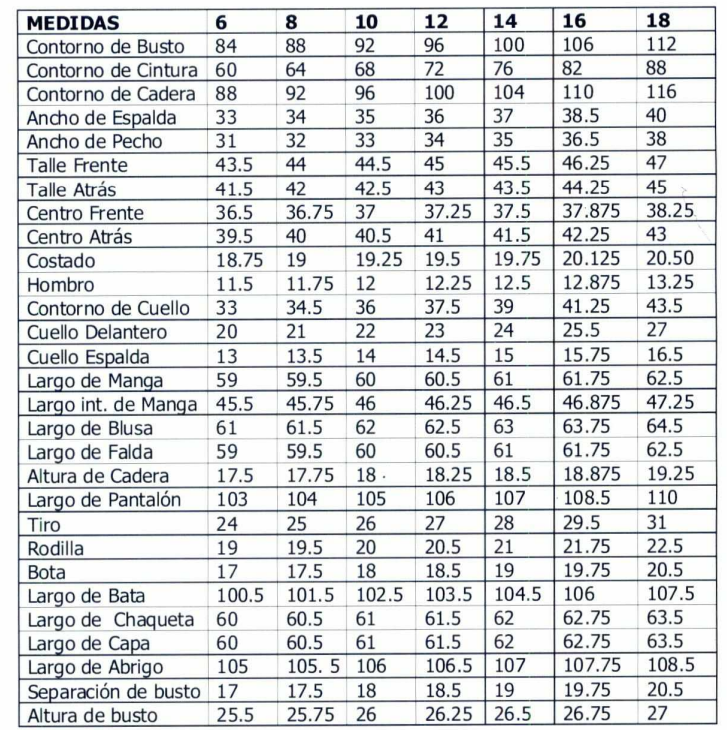 MEDIDAS 6 8 10 12 14 16 18
Contorno de Busto 84 88 92 96 100 106 112
Contorno de Cintura 60 64 68 72 76 82 88
Contorno de Cadera 88 92 96 100 104 110 116
Ancho de Espalda 33 34 35 36 37 38.5 40
Ancho de Pecho 31 32 33 34 35 36.5 38
Talle Frente 43.5 44 44.5 45 45.5 46.25 47
Talle Atrás 41.5 42 42.5 43 43.5 44.25 45
Centro Frente 36.5 36.75 37 37.25 37.5 37.875 38.25
Centro Atrás 39.5 40 40.5 41 41.5 42.25 43
Costado 18.75 19 19.25 19.5 19.75 20.125 20.50
Hombro 11.5 11.75 12 12.25 12.5 12.875 13.25
Contorno de Cuello 33 34.5 36 37.5 39 41.25 43.5
Cuello Delantero 20 21 22 23 24 25.5 27
Cuello Espalda 13 13.5 14 14.5 15 15.75 16.5
Largo de Manga 59 59.5 60 60.5 61 61.75 62.5
Largo int. de Manga 45.5 45.75 46 46.25 46.5 46.875 47.25
Largo de Blusa 61 61.5 62 62.5 63 63.75 64.5
Largo de Falda 59 59.5 60 60.5 61 61.75 62.5
Altura de Cadera 17.5 17.75 18 18.25 18.5 18.875 19.25
Largo de Pantalón 103 104 105 106 107 108.5 110
Tiro 24 25 26 27 28 29.5 31
Rodilla 19 19.5 20 20.5 21 21.75 22.5
Bota 17 17.5 18 18.5 19 19.75 20.5
Largo de Bata 100.5 101.5 102.5 103.5 104.5 106 107.5
Largo de Chaqueta 60 60.5 61 61.5 62 62.75 63.5
Largo de Capa 60 60.5 61 61.5 62 62.75 63.5
Largo de Abrigo 105 105. 5 106 106.5 107 107.75 108.5
Separación de busto 17 17.5 18 18.5 19 19.75 20.5
Altura de busto 25.5 25.75 26 26.25 26.5 26.75 27